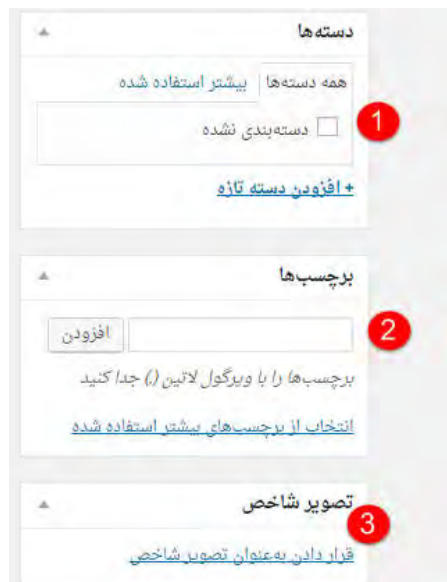 دسته‌ها
همه دسته‌ها بیشتر استفاده شده
دسته‌بندی نشده
1
+ افزودن دسته تازه
برچسب‌ها
2
افزودن
برچسب‌ها را با ویرگول لاتین (,) جدا کنید
انتخاب از برچسب‌های بیشتر استفاده شده
تصویر شاخص
3
قرار دادن به‌عنوان تصویر شاخص